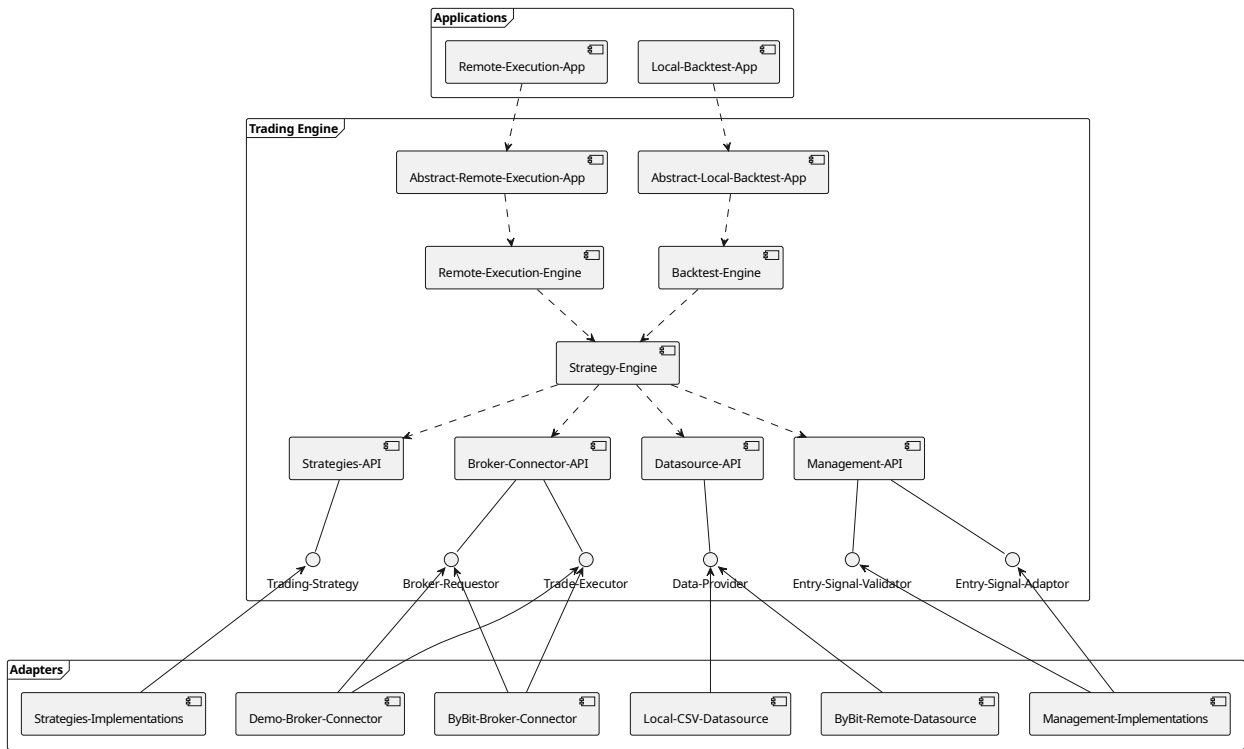 Applications
Remote-Execution-App
Local-Backtest-App
Trading Engine
Abstract-Remote-Execution-App
Abstract-Local-Backtest-App
Remote-Execution-Engine
Backtest-Engine
Strategy-Engine
Strategies-API
Broker-Connector-API
Datasource-API
Management-API
Trading-Strategy
Broker-Requestor
Trade-Executor
Data-Provider
Entry-Signal-Validator
Entry-Signal-Adaptor
Adapters
Strategies-Implementations
Demo-Broker-Connector
ByBit-Broker-Connector
Local-CSV-Datasource
ByBit-Remote-Datasource
Management-Implementations